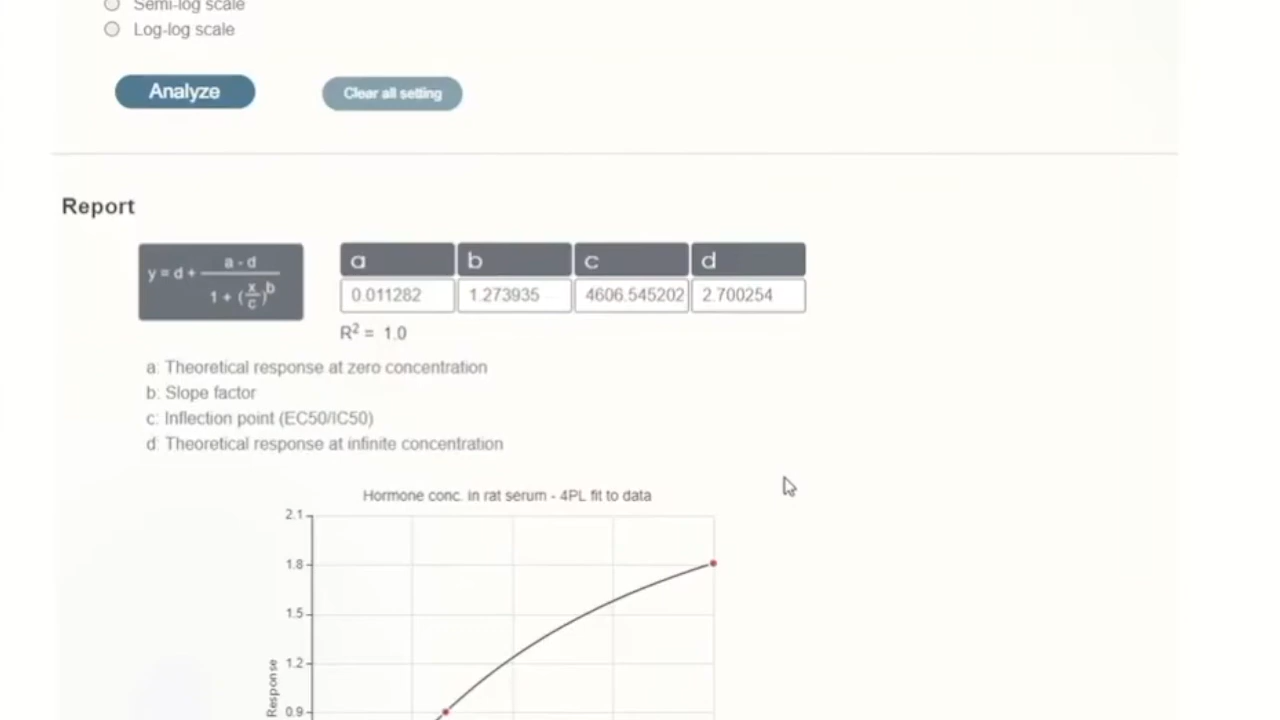 Semi-log scale
Log-log scale
Analyze
Clear all setting
Report
y = d + a - d / 1 + (x/c)^b
a b c d
0.011282 1.273935 4606.545202 2.700254
R² = 1.0
a: Theoretical response at zero concentration
b: Slope factor
c: Inflection point (EC50/IC50)
d: Theoretical response at infinite concentration
Hormone conc. in rat serum - 4PL fit to data
2.1
1.8
1.5
1.2
0.9
Response